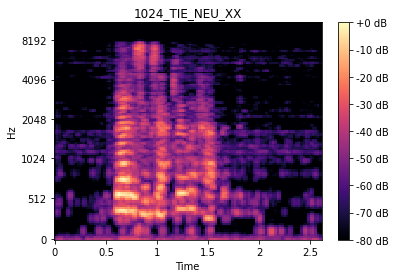 1024_TIE_NEU_XX
8192
4096
2048
1024
512
0
Hz
0
0.5
1
1.5
2
2.5
Time
+0 dB
-10 dB
-20 dB
-30 dB
-40 dB
-50 dB
-60 dB
-70 dB
-80 dB